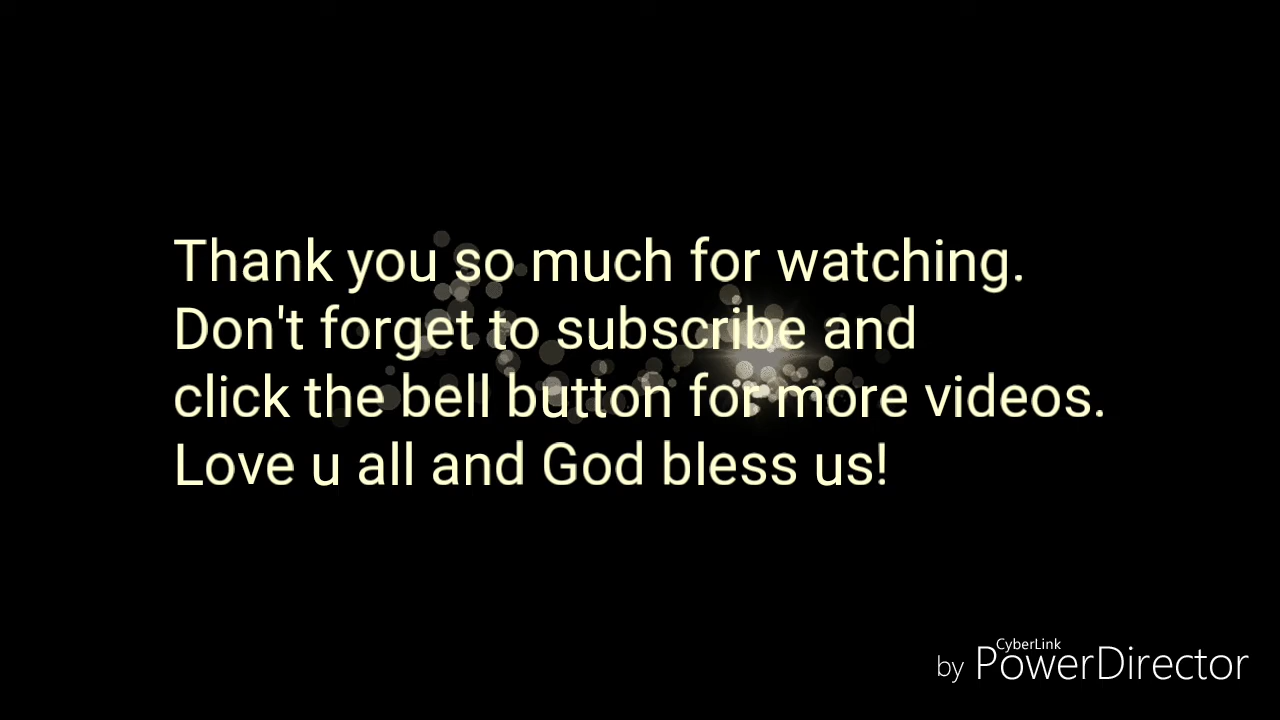 Thank you so much for watching.
Don't forget to subscribe and
click the bell button for more videos.
Love u all and God bless us!
CyberLink
by PowerDirector